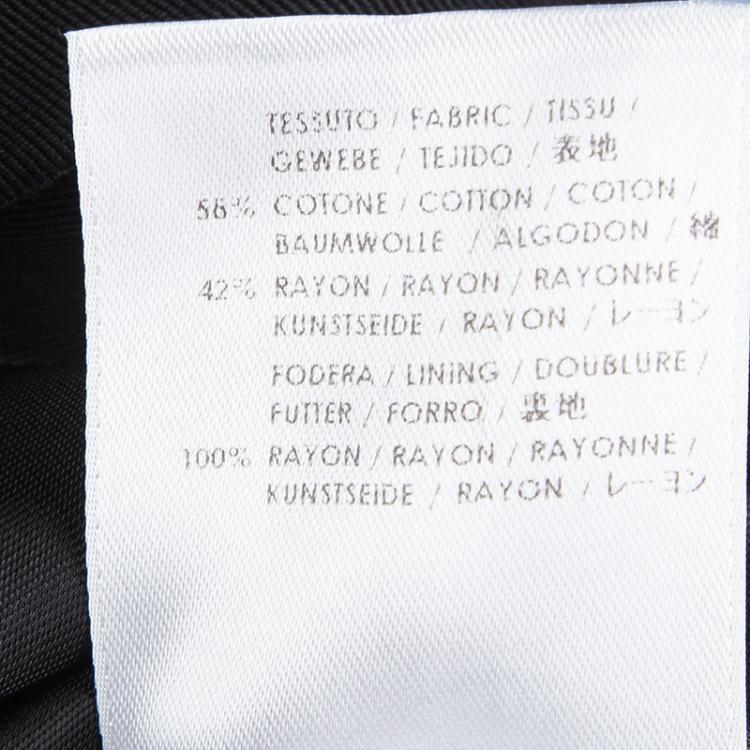 TESSUTO / FABRIC / TISSU /
GEWEBE / TEJIDO / 表地
58% COTONE / COTTON / COTON /
BAUMWOLLE / ALGODON / 綿
42% RAYON / RAYON / RAYONNE /
KUNSTSEIDE / RAYON / レーヨン
FODERA / LINING / DOUBLURE /
FUTTER / FORRO / 裏地
100% RAYON / RAYON / RAYONNE /
KUNSTSEIDE / RAYON / レーヨン